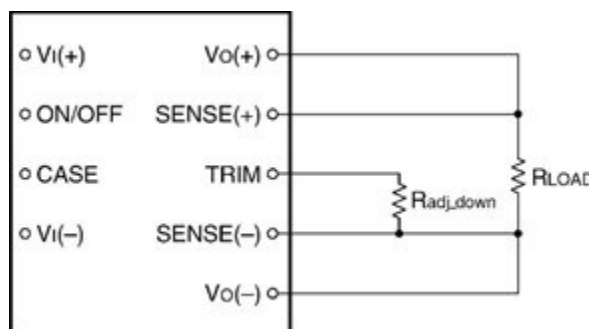 VI(+) VO(+)
ON/OFF SENSE(+)
CASE TRIM
RLOAD
Radj_down
VI(–) SENSE(–)
VO(–)